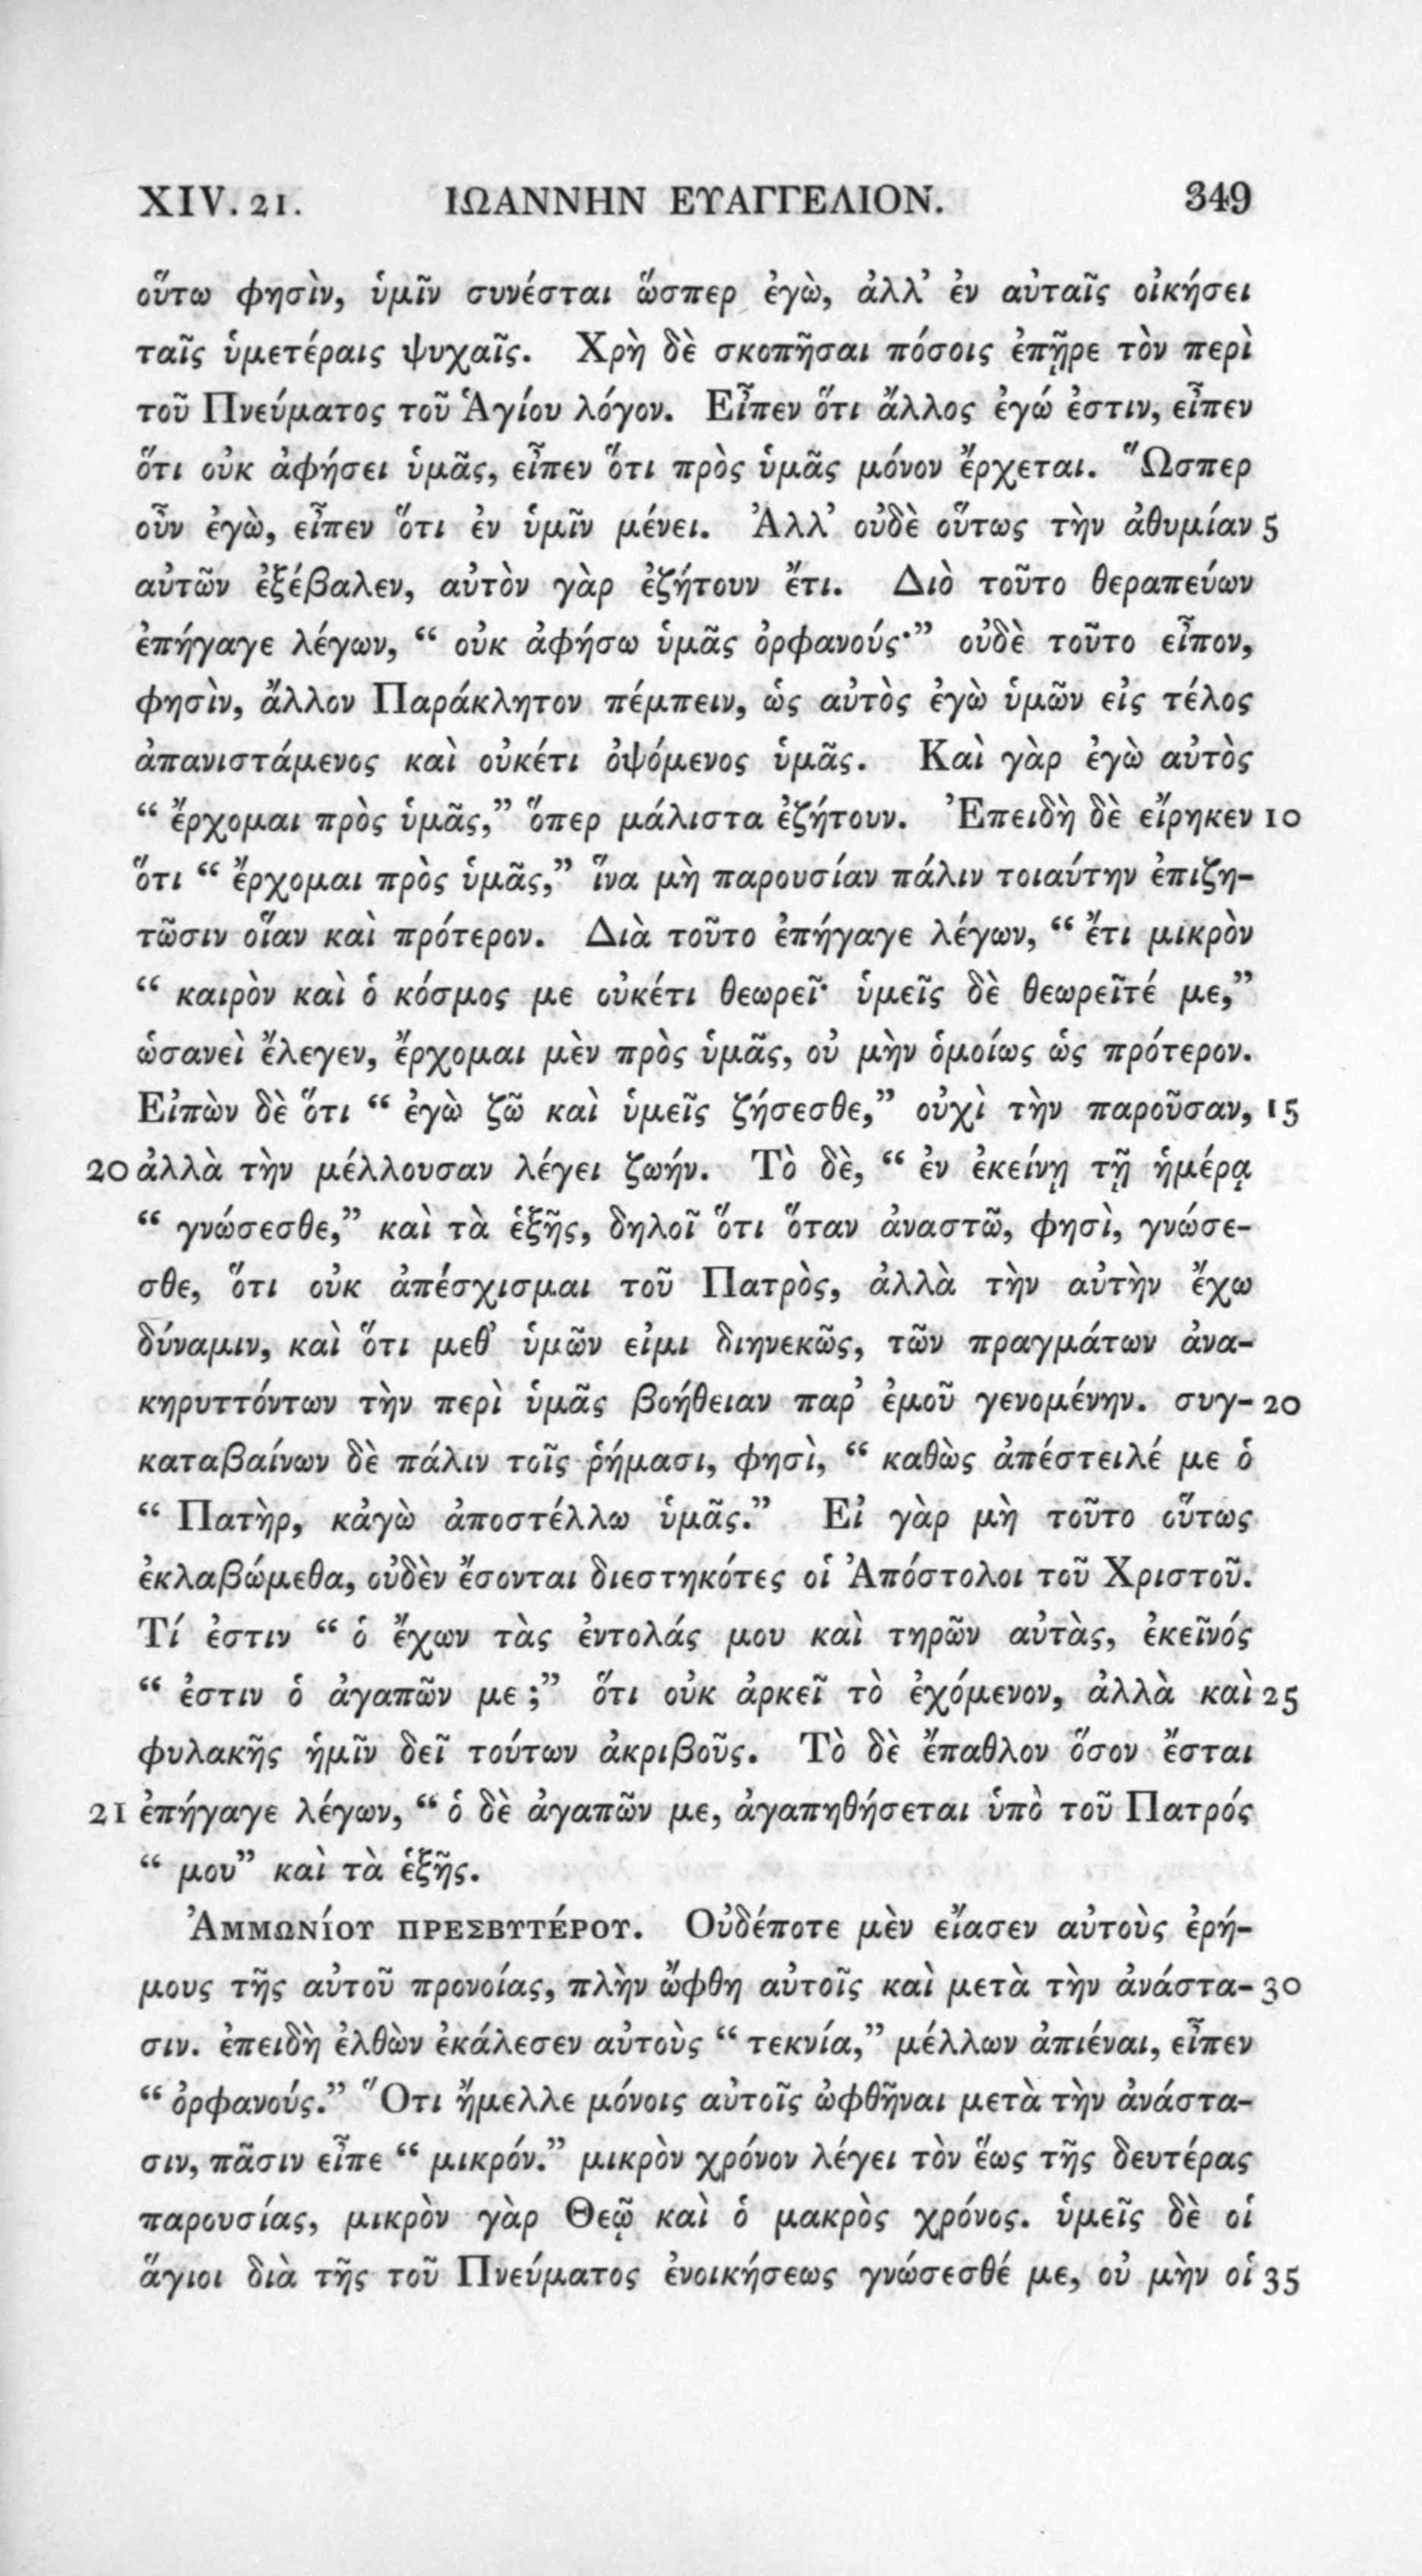 XIV. 21. ΙΩΑΝΝΗΝ ΕΥΑΓΓΕΛΙΟΝ. 349
οὕτω φησὶν, ὑμῖν συνέσται ὥσπερ ἐγὼ, ἀλλ᾽ ἐν αὐταῖς οἰκήσει
ταῖς ὑμετέραις ψυχαῖς. Χρὴ δὲ σκοπῆσαι πόσοις ἐπῇρε τὸν περὶ
τοῦ Πνεύματος τοῦ Ἁγίου λόγον. Εἶπεν ὅτι ἄλλος ἐγώ ἐστιν, εἶπεν
ὅτι οὐκ ἀφήσει ὑμᾶς, εἶπεν ὅτι πρὸς ὑμᾶς μόνον ἔρχεται. Ὥσπερ
οὖν ἐγὼ, εἶπεν ὅτι ἐν ὑμῖν μένει. Ἀλλ᾽ οὐδὲ οὕτως τὴν ἀθυμίαν 5
αὐτῶν ἐξέβαλεν, αὐτὸν γὰρ ἐζήτουν ἔτι. Διὸ τοῦτο θεραπεύων
ἐπήγαγε λέγων, “ οὐκ ἀφήσω ὑμᾶς ὀρφανούς·” οὐδὲ τοῦτο εἶπον,
φησὶν, ἄλλον Παράκλητον πέμπειν, ὡς αὐτὸς ἐγὼ ὑμῶν εἰς τέλος
ἀπανιστάμενος καὶ οὐκέτι ὀψόμενος ὑμᾶς. Καὶ γὰρ ἐγὼ αὐτὸς
“ ἔρχομαι πρὸς ὑμᾶς,” ὅπερ μάλιστα ἐζήτουν. Ἐπειδὴ δὲ εἴρηκεν 10
ὅτι “ ἔρχομαι πρὸς ὑμᾶς,” ἵνα μὴ παρουσίαν πάλιν τοιαύτην ἐπιζη-
τῶσιν οἵαν καὶ πρότερον. Διὰ τοῦτο ἐπήγαγε λέγων, “ ἔτι μικρὸν
“ καιρὸν καὶ ὁ κόσμος με οὐκέτι θεωρεῖ· ὑμεῖς δὲ θεωρεῖτέ με,”
ὡσανεὶ ἔλεγεν, ἔρχομαι μὲν πρὸς ὑμᾶς, οὐ μὴν ὁμοίως ὡς πρότερον.
Εἰπὼν δὲ ὅτι “ ἐγὼ ζῶ καὶ ὑμεῖς ζήσεσθε,” οὐχὶ τὴν παροῦσαν, 15
20 ἀλλὰ τὴν μέλλουσαν λέγει ζωήν. Τὸ δὲ, “ ἐν ἐκείνῃ τῇ ἡμέρᾳ
“ γνώσεσθε,” καὶ τὰ ἑξῆς, δηλοῖ ὅτι ὅταν ἀναστῶ, φησὶ, γνώσε-
σθε, ὅτι οὐκ ἀπέσχισμαι τοῦ Πατρὸς, ἀλλὰ τὴν αὐτὴν ἔχω
δύναμιν, καὶ ὅτι μεθ᾽ ὑμῶν εἰμι διηνεκῶς, τῶν πραγμάτων ἀνα-
κηρυττόντων τὴν περὶ ὑμᾶς βοήθειαν παρ᾽ ἐμοῦ γενομένην. συγ- 20
καταβαίνων δὲ πάλιν τοῖς ῥήμασι, φησὶ, “ καθὼς ἀπέστειλέ με ὁ
“ Πατὴρ, κἀγὼ ἀποστέλλω ὑμᾶς.” Εἰ γὰρ μὴ τοῦτο οὕτως
ἐκλαβώμεθα, οὐδὲν ἔσονται διεστηκότες οἱ Ἀπόστολοι τοῦ Χριστοῦ.
Τί ἐστιν “ ὁ ἔχων τὰς ἐντολάς μου καὶ τηρῶν αὐτὰς, ἐκεῖνός
“ ἐστιν ὁ ἀγαπῶν με ;” ὅτι οὐκ ἀρκεῖ τὸ ἐχόμενον, ἀλλὰ καὶ 25
φυλακῆς ἡμῖν δεῖ τούτων ἀκριβοῦς. Τὸ δὲ ἔπαθλον ὅσον ἔσται
21 ἐπήγαγε λέγων, “ ὁ δὲ ἀγαπῶν με, ἀγαπηθήσεται ὑπὸ τοῦ Πατρός
“ μου” καὶ τὰ ἑξῆς.
ἈΜΜΩΝίΟΥ ΠΡΕΣΒΥΤέΡΟΥ. Οὐδέποτε μὲν εἴασεν αὐτοὺς ἐρή-
μους τῆς αὐτοῦ προνοίας, πλὴν ὤφθη αὐτοῖς καὶ μετὰ τὴν ἀνάστα- 30
σιν. ἐπειδὴ ἐλθὼν ἐκάλεσεν αὐτοὺς “ τεκνία,” μέλλων ἀπιέναι, εἶπεν
“ ὀρφανούς.” Ὅτι ἤμελλε μόνοις αὐτοῖς ὠφθῆναι μετὰ τὴν ἀνάστα-
σιν, πᾶσιν εἶπε “ μικρόν.” μικρὸν χρόνον λέγει τὸν ἕως τῆς δευτέρας
παρουσίας, μικρὸν γὰρ Θεῷ καὶ ὁ μακρὸς χρόνος. ὑμεῖς δὲ οἱ
ἅγιοι διὰ τῆς τοῦ Πνεύματος ἐνοικήσεως γνώσεσθέ με, οὐ μὴν οἱ 35